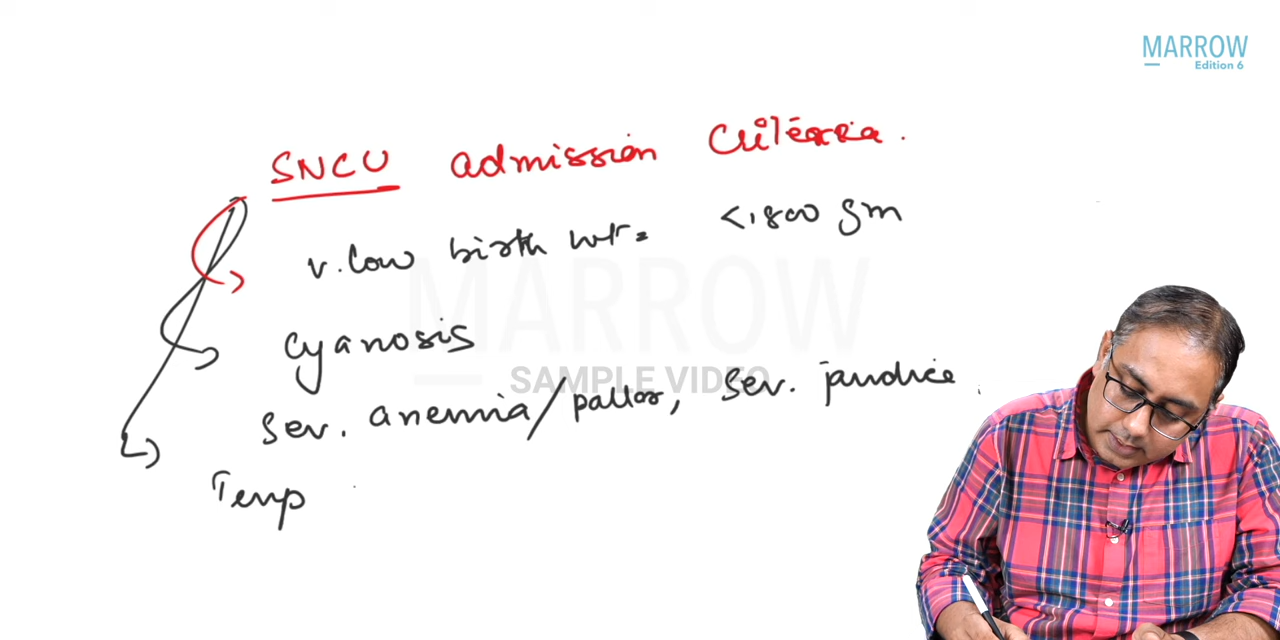 MARROW
Edition 6
SNCU admission Criteria.
v. low birth wt = <1800 gm
MARROW
cyanosis
SAMPLE VIDEO
Sev. anemia/pallor, Sev. jaundice.
Temp